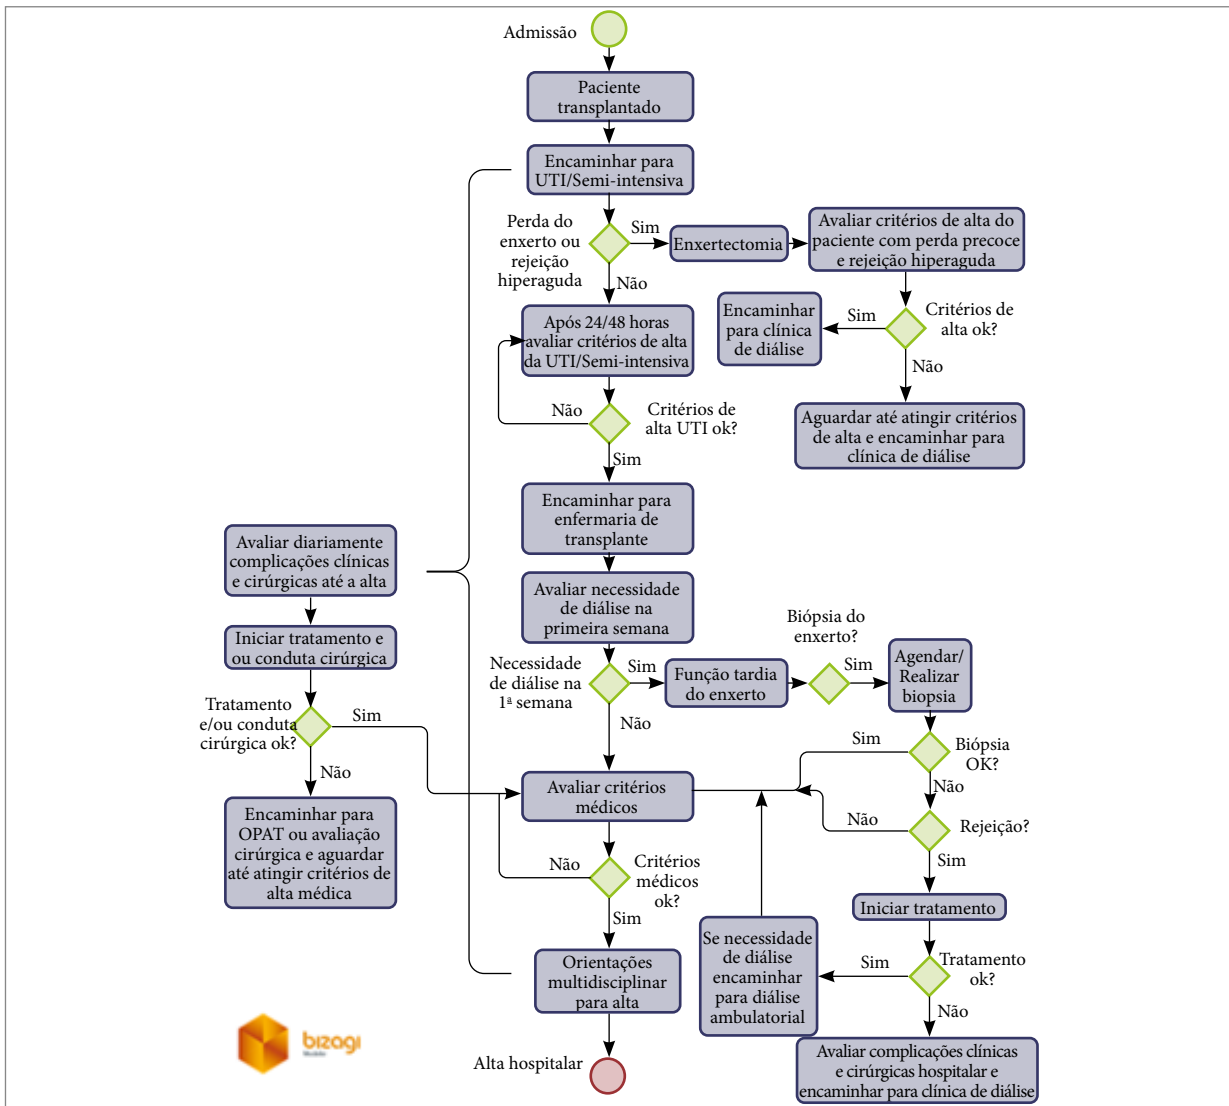 Admissão
Paciente
transplantado
Encaminhar para
UTI/Semi-intensiva
Perda do
enxerto ou
rejeição
hiperaguda
Sim
Não
Enxertectomia
Avaliar critérios de alta do
paciente com perda precoce
e rejeição hiperaguda
Critérios de
alta ok?
Sim
Não
Encaminhar
para clínica
de diálise
Aguardar até atingir critérios
de alta e encaminhar para
clínica de diálise
Após 24/48 horas
avaliar critérios de alta
da UTI/Semi-intensiva
Não
Critérios de
alta UTI ok?
Sim
Encaminhar para
enfermaria de
transplante
Avaliar diariamente
complicações clínicas
e cirúrgicas até a alta
Iniciar tratamento e
ou conduta cirúrgica
Tratamento
e/ou conduta
cirúrgica ok?
Sim
Não
Encaminhar para
OPAT ou avaliação
cirúrgica e aguardar
até atingir critérios de
alta médica
Avaliar necessidade
de diálise na
primeira semana
Necessidade
de diálise na
1ª semana
Sim
Não
Função tardia
do enxerto
Biópsia do
enxerto?
Sim
Agendar/
Realizar
biopsia
Sim
Biópsia
OK?
Não
Não
Rejeição?
Sim
Iniciar tratamento
Tratamento
ok?
Sim
Não
Se necessidade
de diálise
encaminhar
para diálise
ambulatorial
Avaliar complicações clínicas
e cirúrgicas hospitalar e
encaminhar para clínica de diálise
Avaliar critérios
médicos
Não
Critérios
médicos
ok?
Sim
Orientações
multidisciplinar
para alta
Alta hospitalar
bizagi